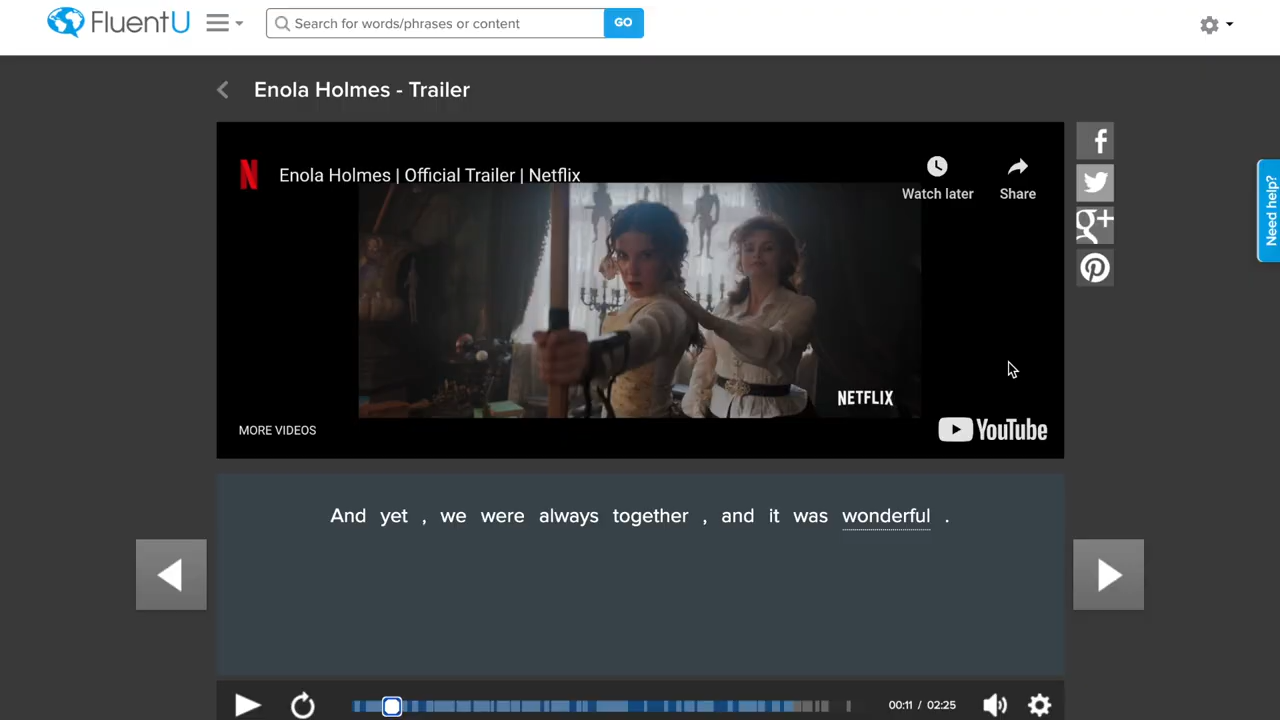 FluentU
Search for words/phrases or content
GO
Enola Holmes - Trailer
Enola Holmes | Official Trailer | Netflix
Watch later
Share
Need help?
NETFLIX
MORE VIDEOS
YouTube
And yet , we were always together , and it was wonderful .
00:11 / 02:25